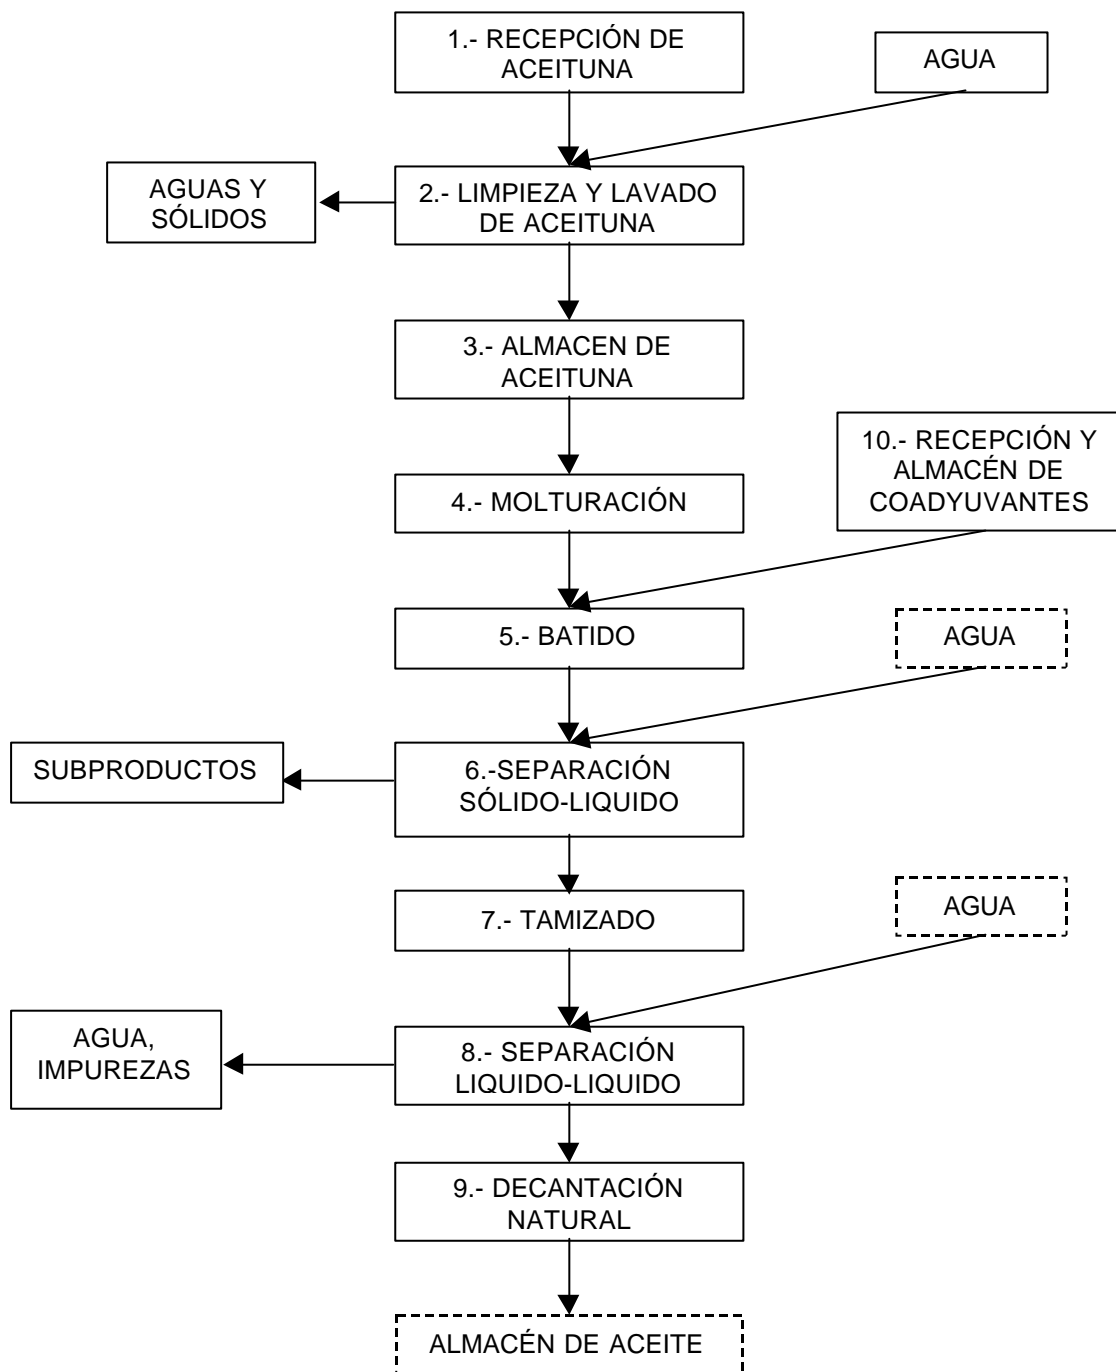 1.- RECEPCIÓN DE
ACEITUNA
AGUA
AGUAS Y
SÓLIDOS
2.- LIMPIEZA Y LAVADO
DE ACEITUNA
3.- ALMACEN DE
ACEITUNA
10.- RECEPCIÓN Y
ALMACÉN DE
COADYUVANTES
4.- MOLTURACIÓN
5.- BATIDO
AGUA
SUBPRODUCTOS
6.-SEPARACIÓN
SÓLIDO-LIQUIDO
7.- TAMIZADO
AGUA
AGUA,
IMPUREZAS
8.- SEPARACIÓN
LIQUIDO-LIQUIDO
9.- DECANTACIÓN
NATURAL
ALMACÉN DE ACEITE